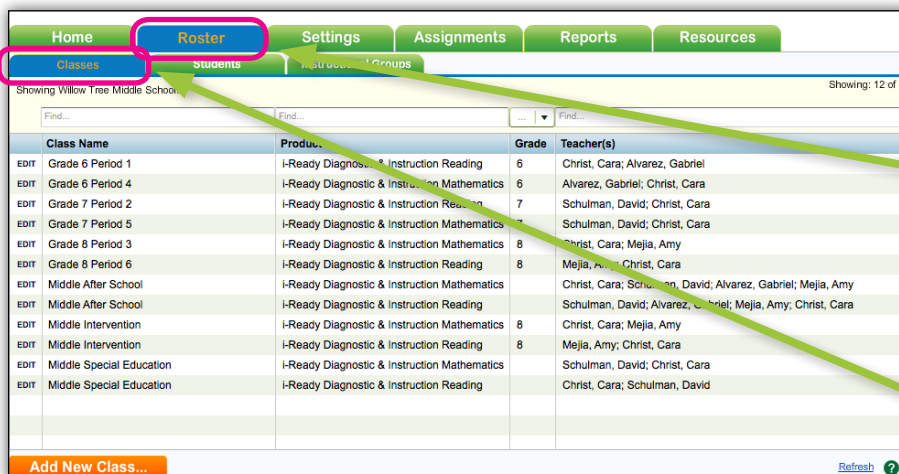 Home Roster Settings Assignments Reports Resources
Classes Students Instructional Groups
Showing Willow Tree Middle School Showing: 12 of
Find... Find... ... Find...
Class Name Product Grade Teacher(s)
EDIT Grade 6 Period 1 i-Ready Diagnostic & Instruction Reading 6 Christ, Cara; Alvarez, Gabriel
EDIT Grade 6 Period 4 i-Ready Diagnostic & Instruction Mathematics 6 Alvarez, Gabriel; Christ, Cara
EDIT Grade 7 Period 2 i-Ready Diagnostic & Instruction Reading 7 Schulman, David; Christ, Cara
EDIT Grade 7 Period 5 i-Ready Diagnostic & Instruction Mathematics 7 Schulman, David; Christ, Cara
EDIT Grade 8 Period 3 i-Ready Diagnostic & Instruction Mathematics 8 Christ, Cara; Mejia, Amy
EDIT Grade 8 Period 6 i-Ready Diagnostic & Instruction Reading 8 Mejia, Amy; Christ, Cara
EDIT Middle After School i-Ready Diagnostic & Instruction Mathematics Christ, Cara; Schulman, David; Alvarez, Gabriel; Mejia, Amy
EDIT Middle After School i-Ready Diagnostic & Instruction Reading Schulman, David; Alvarez, Gabriel; Mejia, Amy; Christ, Cara
EDIT Middle Intervention i-Ready Diagnostic & Instruction Mathematics 8 Christ, Cara; Mejia, Amy
EDIT Middle Intervention i-Ready Diagnostic & Instruction Reading 8 Mejia, Amy; Christ, Cara
EDIT Middle Special Education i-Ready Diagnostic & Instruction Mathematics Schulman, David; Christ, Cara
EDIT Middle Special Education i-Ready Diagnostic & Instruction Reading Christ, Cara; Schulman, David
Add New Class... Refresh ?